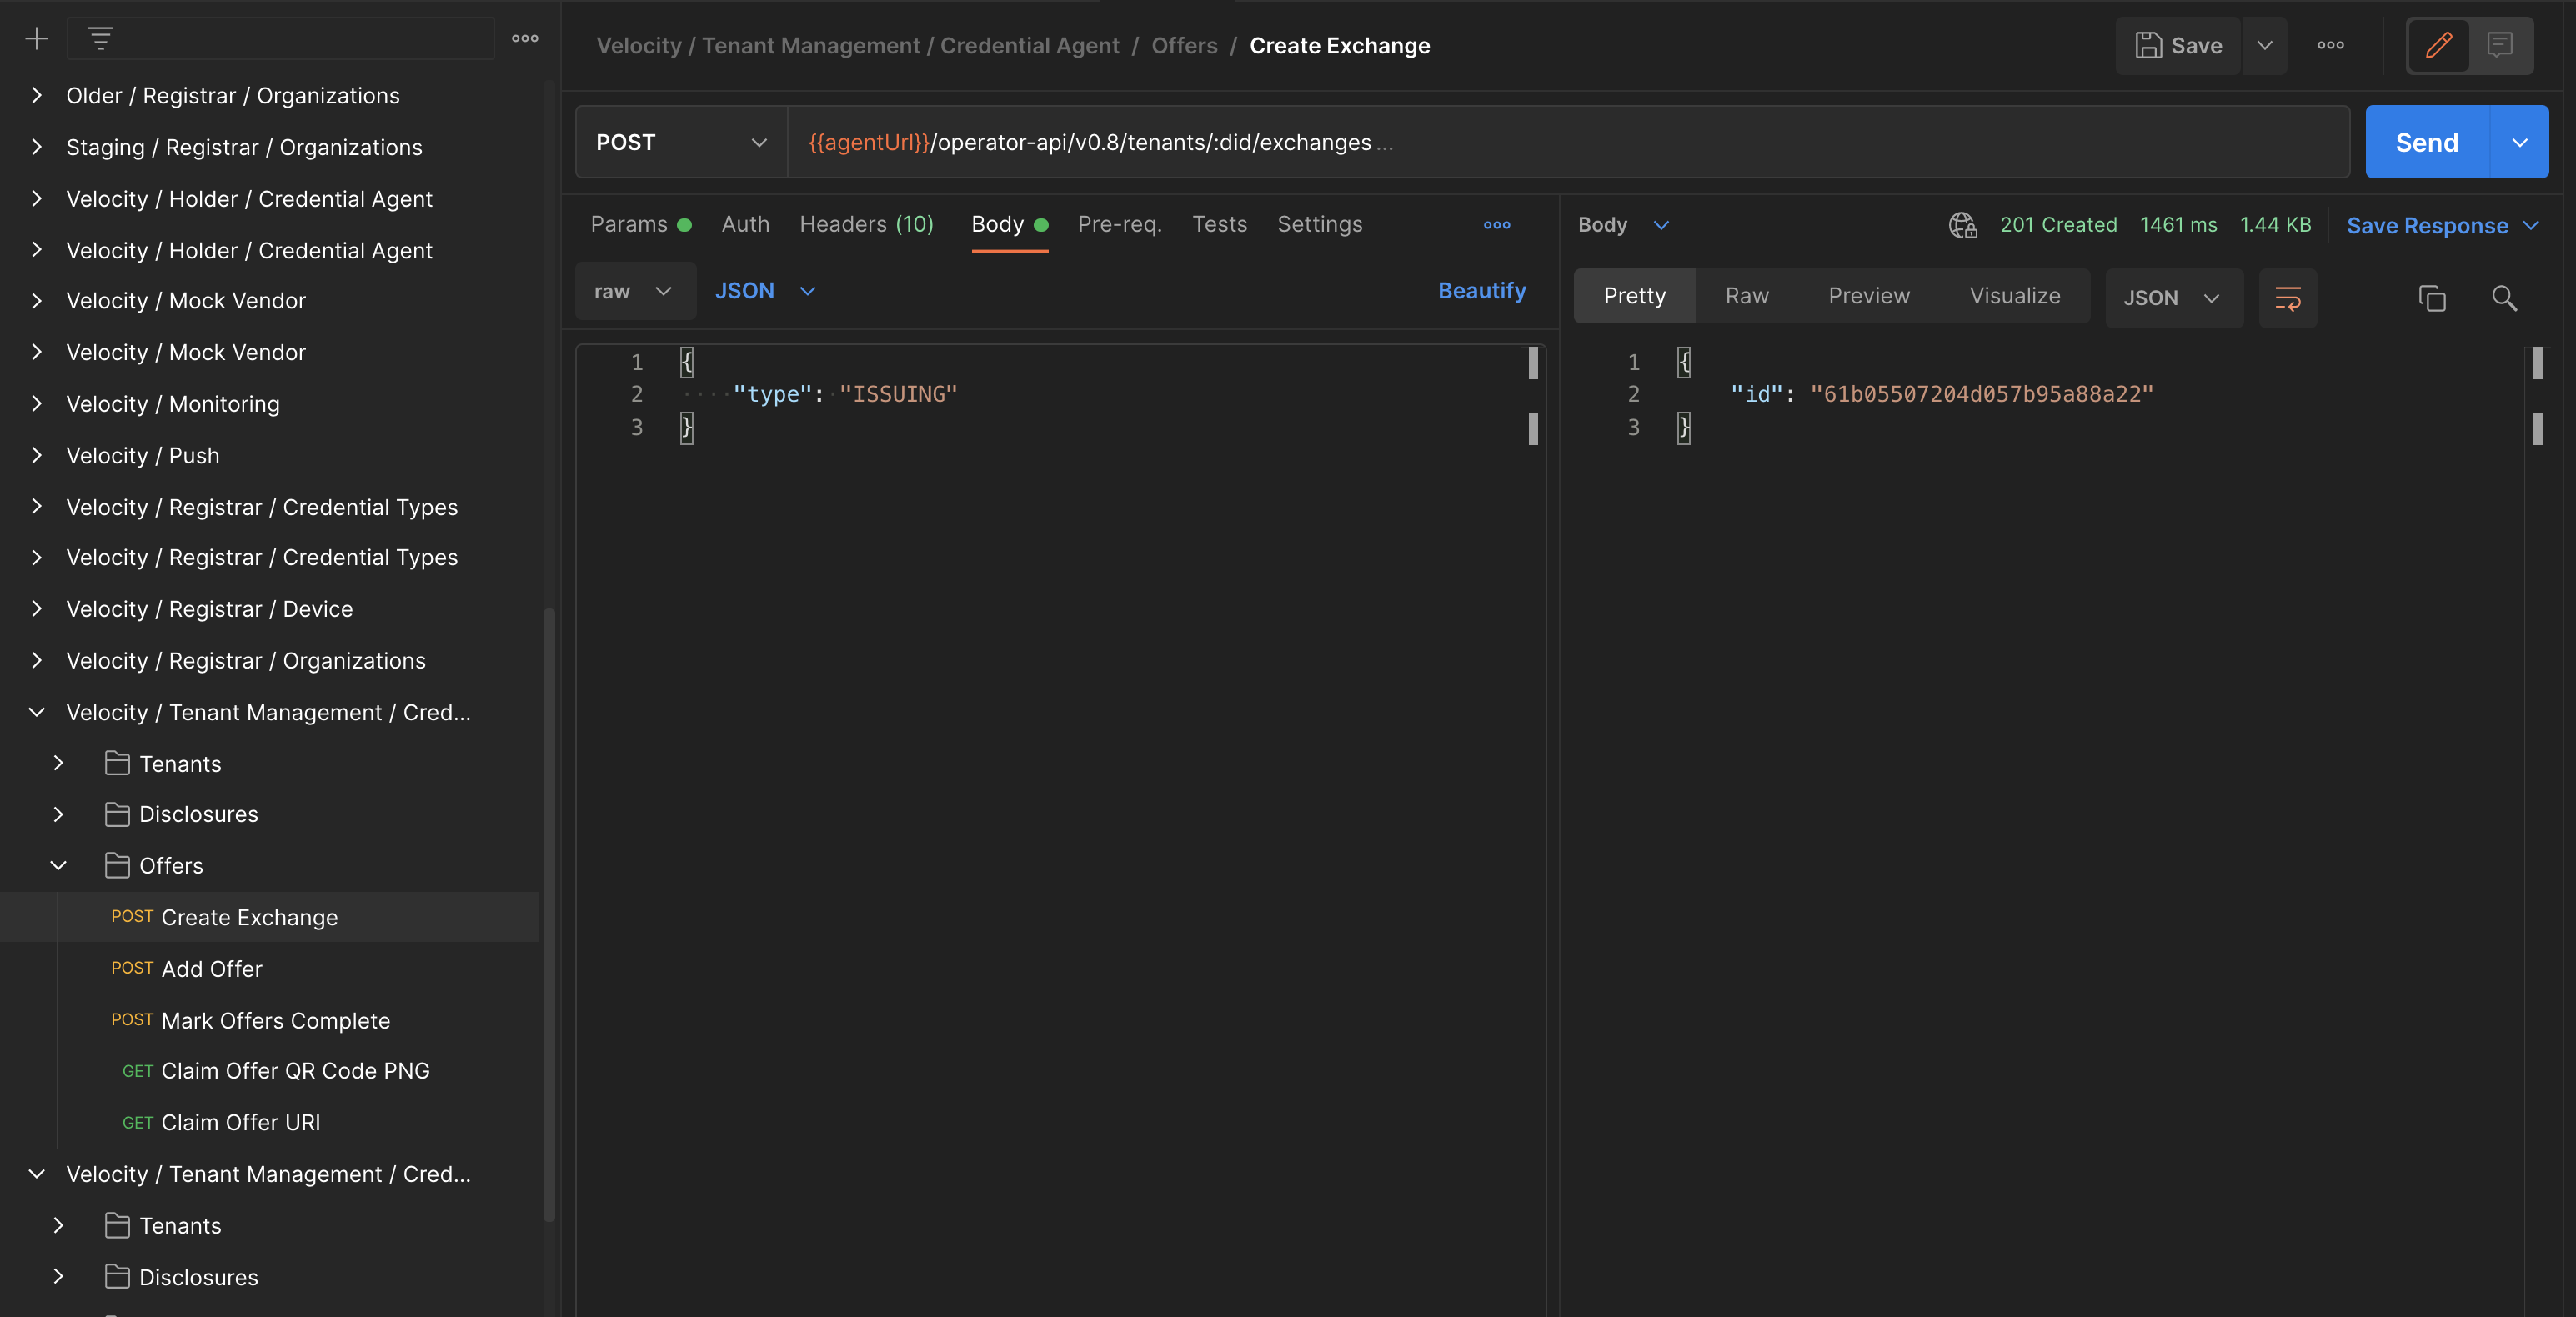 Older / Registrar / Organizations
Staging / Registrar / Organizations
Velocity / Holder / Credential Agent
Velocity / Holder / Credential Agent
Velocity / Mock Vendor
Velocity / Mock Vendor
Velocity / Monitoring
Velocity / Push
Velocity / Registrar / Credential Types
Velocity / Registrar / Credential Types
Velocity / Registrar / Device
Velocity / Registrar / Organizations
Velocity / Tenant Management / Cred...
Tenants
Disclosures
Offers
POST Create Exchange
POST Add Offer
POST Mark Offers Complete
GET Claim Offer QR Code PNG
GET Claim Offer URI
Velocity / Tenant Management / Cred...
Tenants
Disclosures
Velocity / Tenant Management / Credential Agent / Offers / Create Exchange
Save
POST {{agentUrl}}/operator-api/v0.8/tenants/:did/exchanges ...
Send
Params Auth Headers (10) Body Pre-req. Tests Settings
raw JSON Beautify
1 {
2 "type": "ISSUING"
3 }
Body 201 Created 1461 ms 1.44 KB Save Response
Pretty Raw Preview Visualize JSON
1 {
2 "id": "61b05507204d057b95a88a22"
3 }